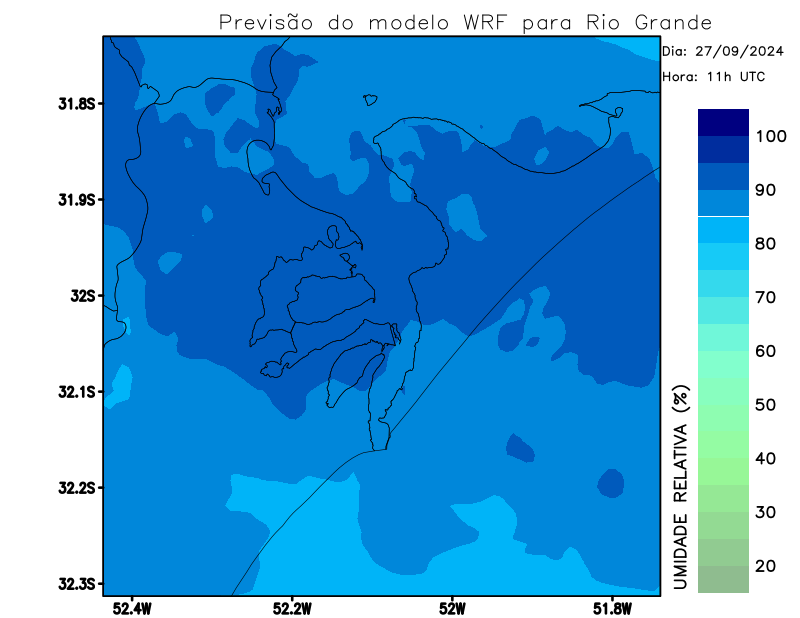 Previsão do modelo WRF para Rio Grande
Dia: 27/09/2024
Hora: 11h UTC
31.8S
31.9S
32S
32.1S
32.2S
32.3S
52.4W
52.2W
52W
51.8W
100
90
80
70
60
50
40
30
20
UMIDADE RELATIVA (%)